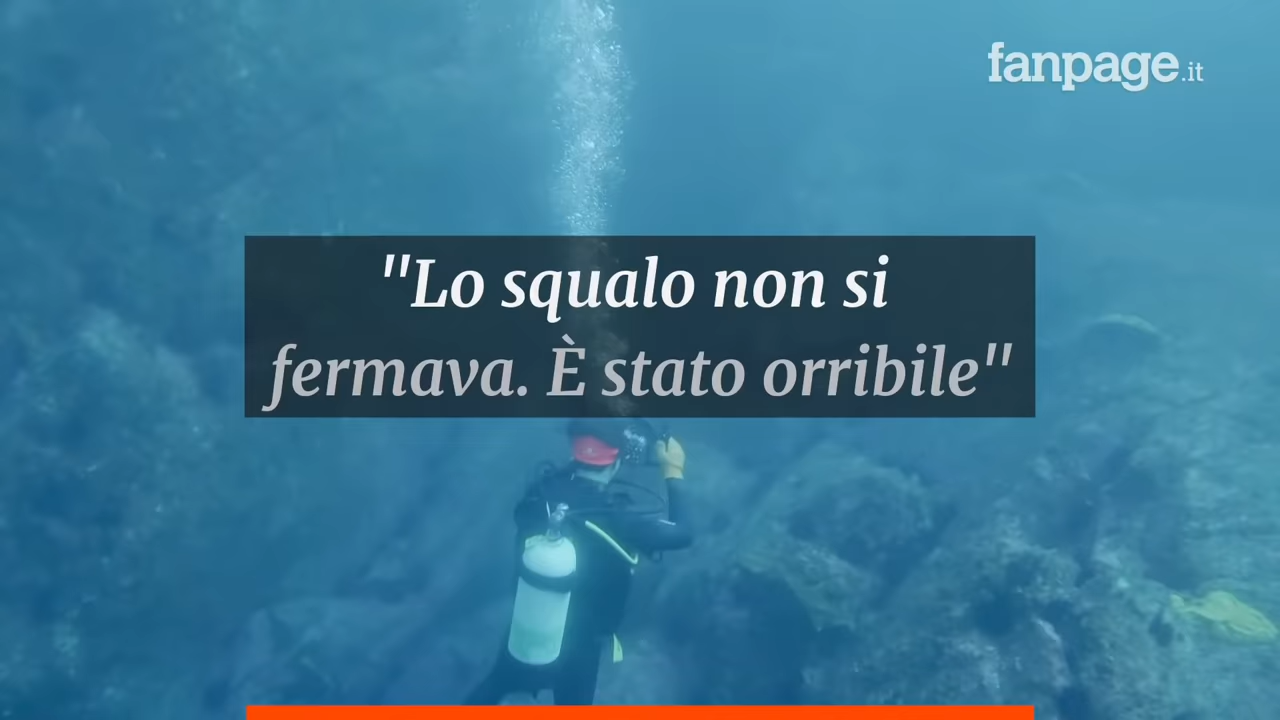 fanpage.it
"Lo squalo non si
fermava. È stato orribile"